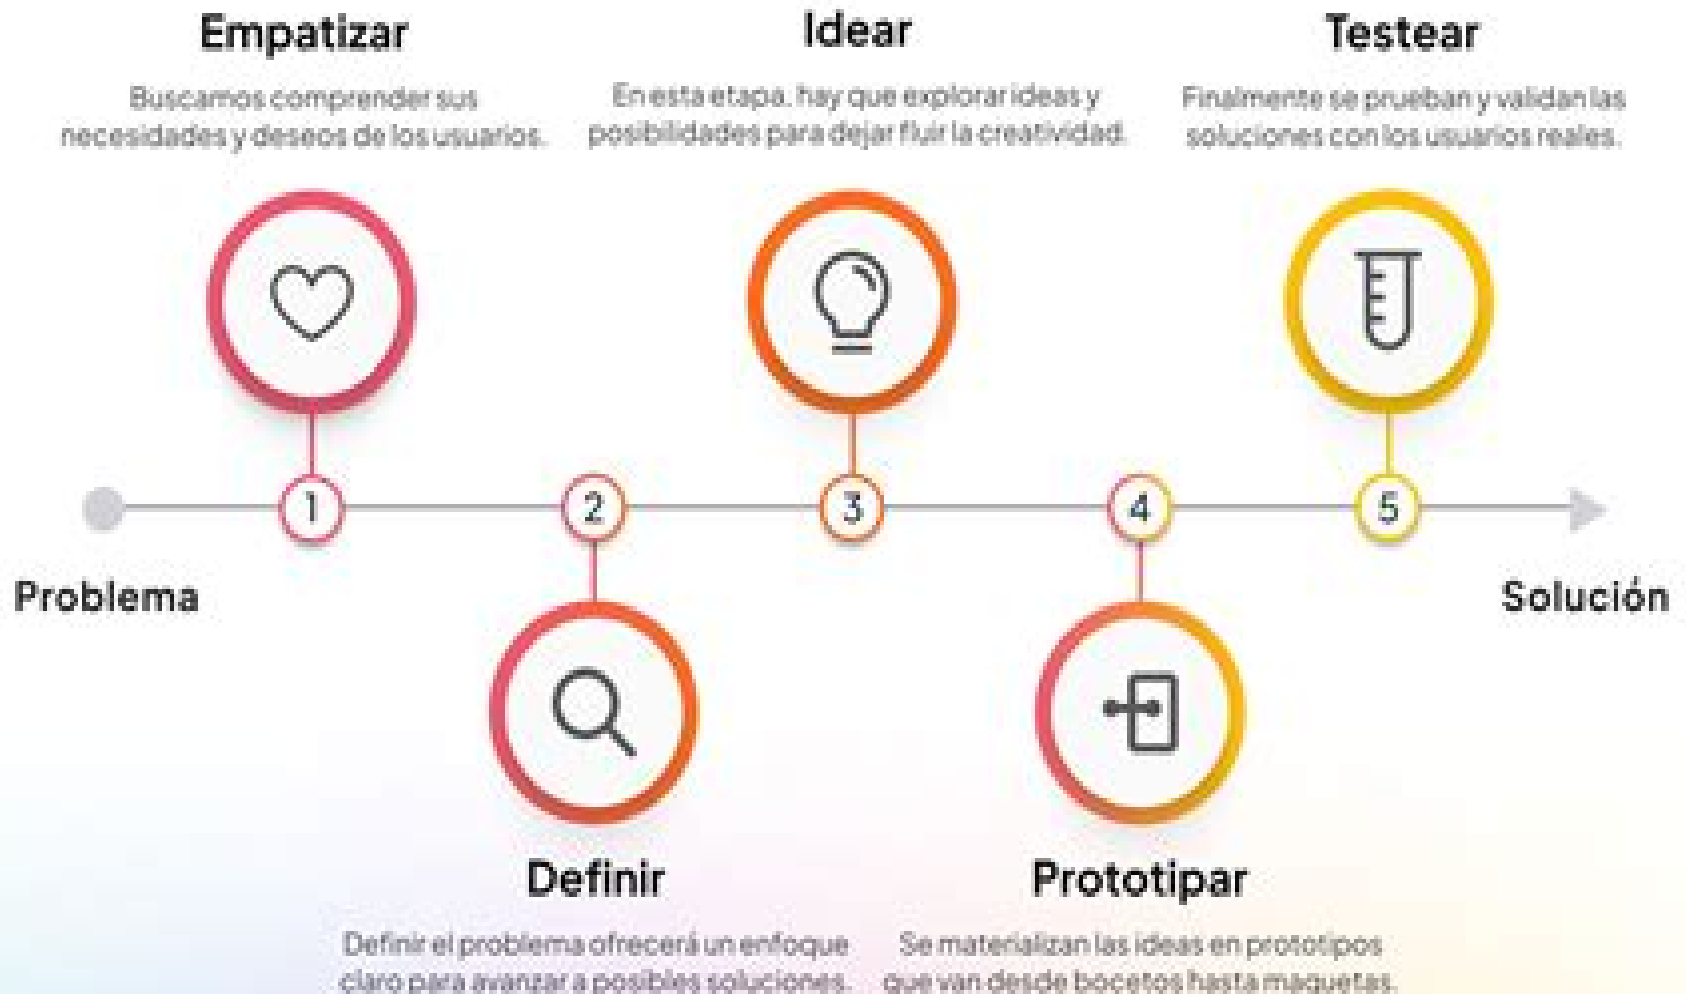 Empatizar
Buscamos comprender sus
necesidades y deseos de los usuarios.
Idear
En esta etapa, hay que explorar ideas y
posibilidades para dejar fluir la creatividad.
Testear
Finalmente se prueban y validan las
soluciones con los usuarios reales.
1
2
3
4
5
Problema
Solución
Definir
Definir el problema ofrecerá un enfoque
claro para avanzar a posibles soluciones.
Prototipar
Se materializan las ideas en prototipos
que van desde bocetos hasta maquetas.